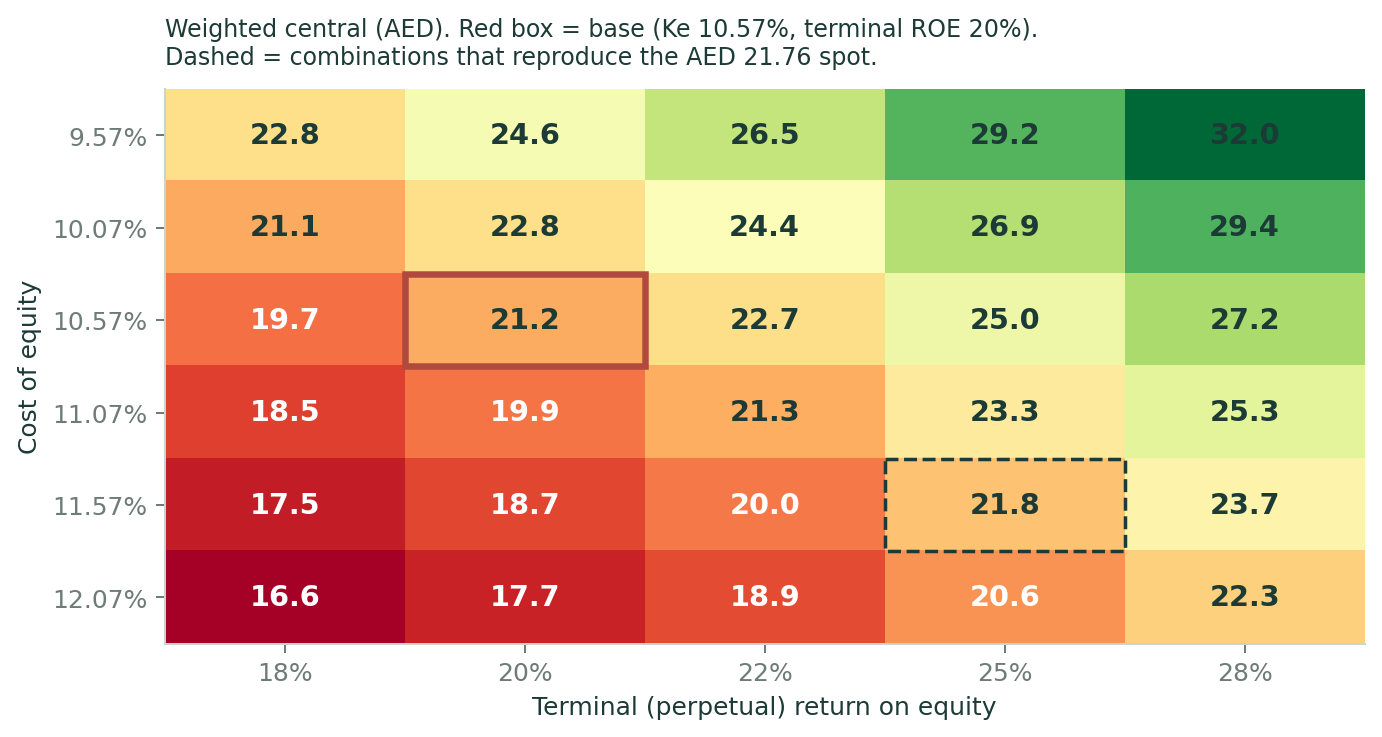 Weighted central (AED). Red box = base (Ke 10.57%, terminal ROE 20%).
Dashed = combinations that reproduce the AED 21.76 spot.
Cost of equity
9.57% 22.8 24.6 26.5 29.2 32.0
10.07% 21.1 22.8 24.4 26.9 29.4
10.57% 19.7 21.2 22.7 25.0 27.2
11.07% 18.5 19.9 21.3 23.3 25.3
11.57% 17.5 18.7 20.0 21.8 23.7
12.07% 16.6 17.7 18.9 20.6 22.3
18% 20% 22% 25% 28%
Terminal (perpetual) return on equity